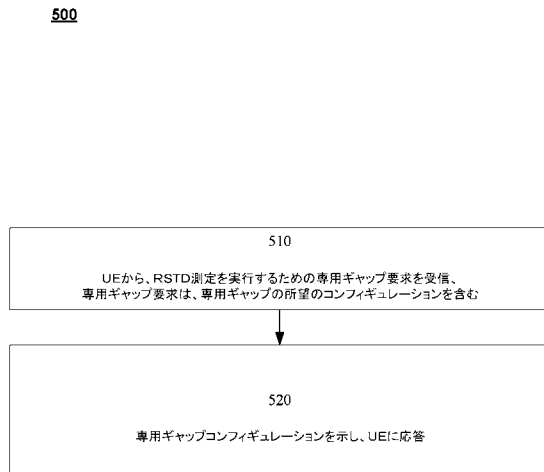 500
510
UEから、RSTD測定を実行するための専用ギャップ要求を受信、
専用ギャップ要求は、専用ギャップの所望のコンフィギュレーションを含む
520
専用ギャップコンフィギュレーションを示し、UEに応答